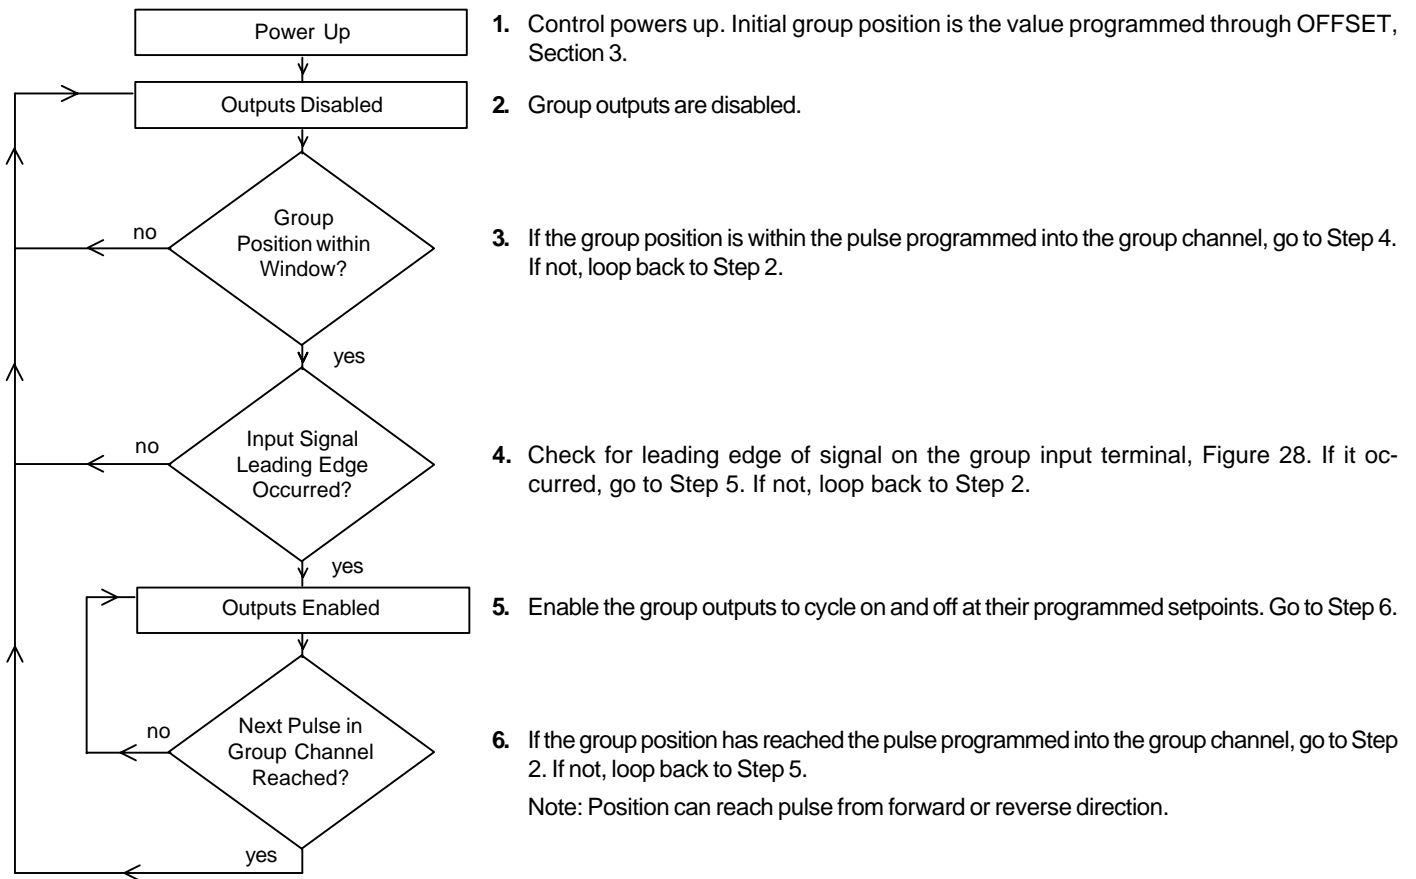 Power Up
1. Control powers up. Initial group position is the value programmed through OFFSET,
Section 3.
Outputs Disabled
2. Group outputs are disabled.
Group
Position within
Window?
no
yes
3. If the group position is within the pulse programmed into the group channel, go to Step 4.
If not, loop back to Step 2.
Input Signal
Leading Edge
Occurred?
no
yes
4. Check for leading edge of signal on the group input terminal, Figure 28. If it oc-
curred, go to Step 5. If not, loop back to Step 2.
Outputs Enabled
5. Enable the group outputs to cycle on and off at their programmed setpoints. Go to Step 6.
Next Pulse in
Group Channel
Reached?
no
yes
6. If the group position has reached the pulse programmed into the group channel, go to Step
2. If not, loop back to Step 5.
Note: Position can reach pulse from forward or reverse direction.